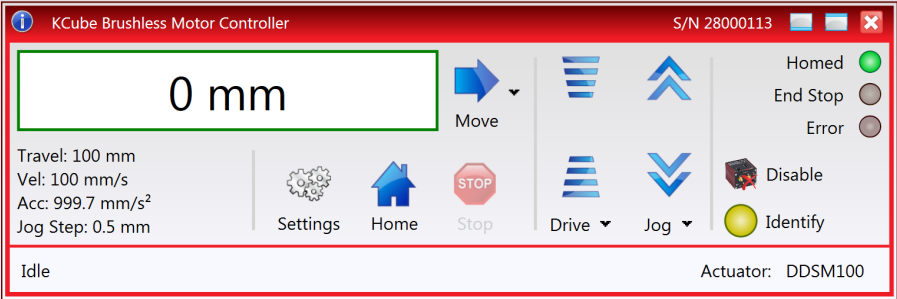 KCube Brushless Motor Controller S/N 28000113
0 mm
Move
Homed
End Stop
Error
Travel: 100 mm
Vel: 100 mm/s
Acc: 999.7 mm/s²
Jog Step: 0.5 mm
Settings
Home
STOP
Stop
Drive
Jog
Disable
Identify
Idle
Actuator: DDSM100